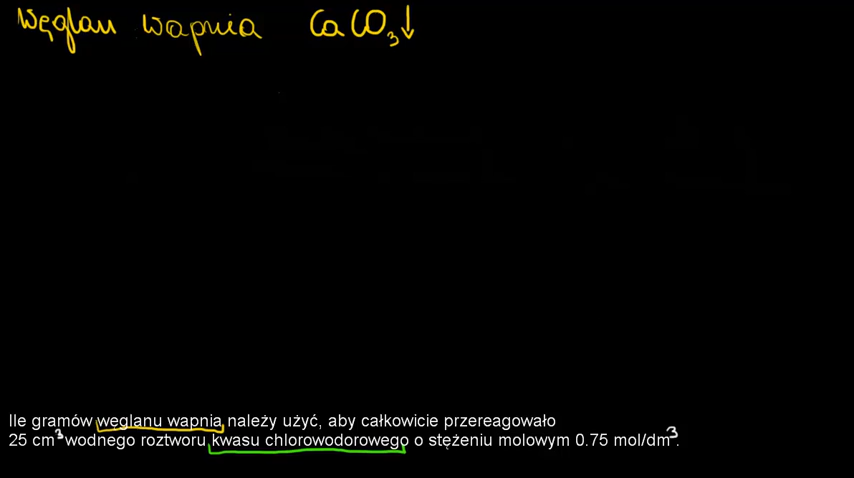 Węglan wapnia CaCO₃↓
Ile gramów węglanu wapnia należy użyć, aby całkowicie przereagowało
25 cm³ wodnego roztworu kwasu chlorowodorowego o stężeniu molowym 0.75 mol/dm³.